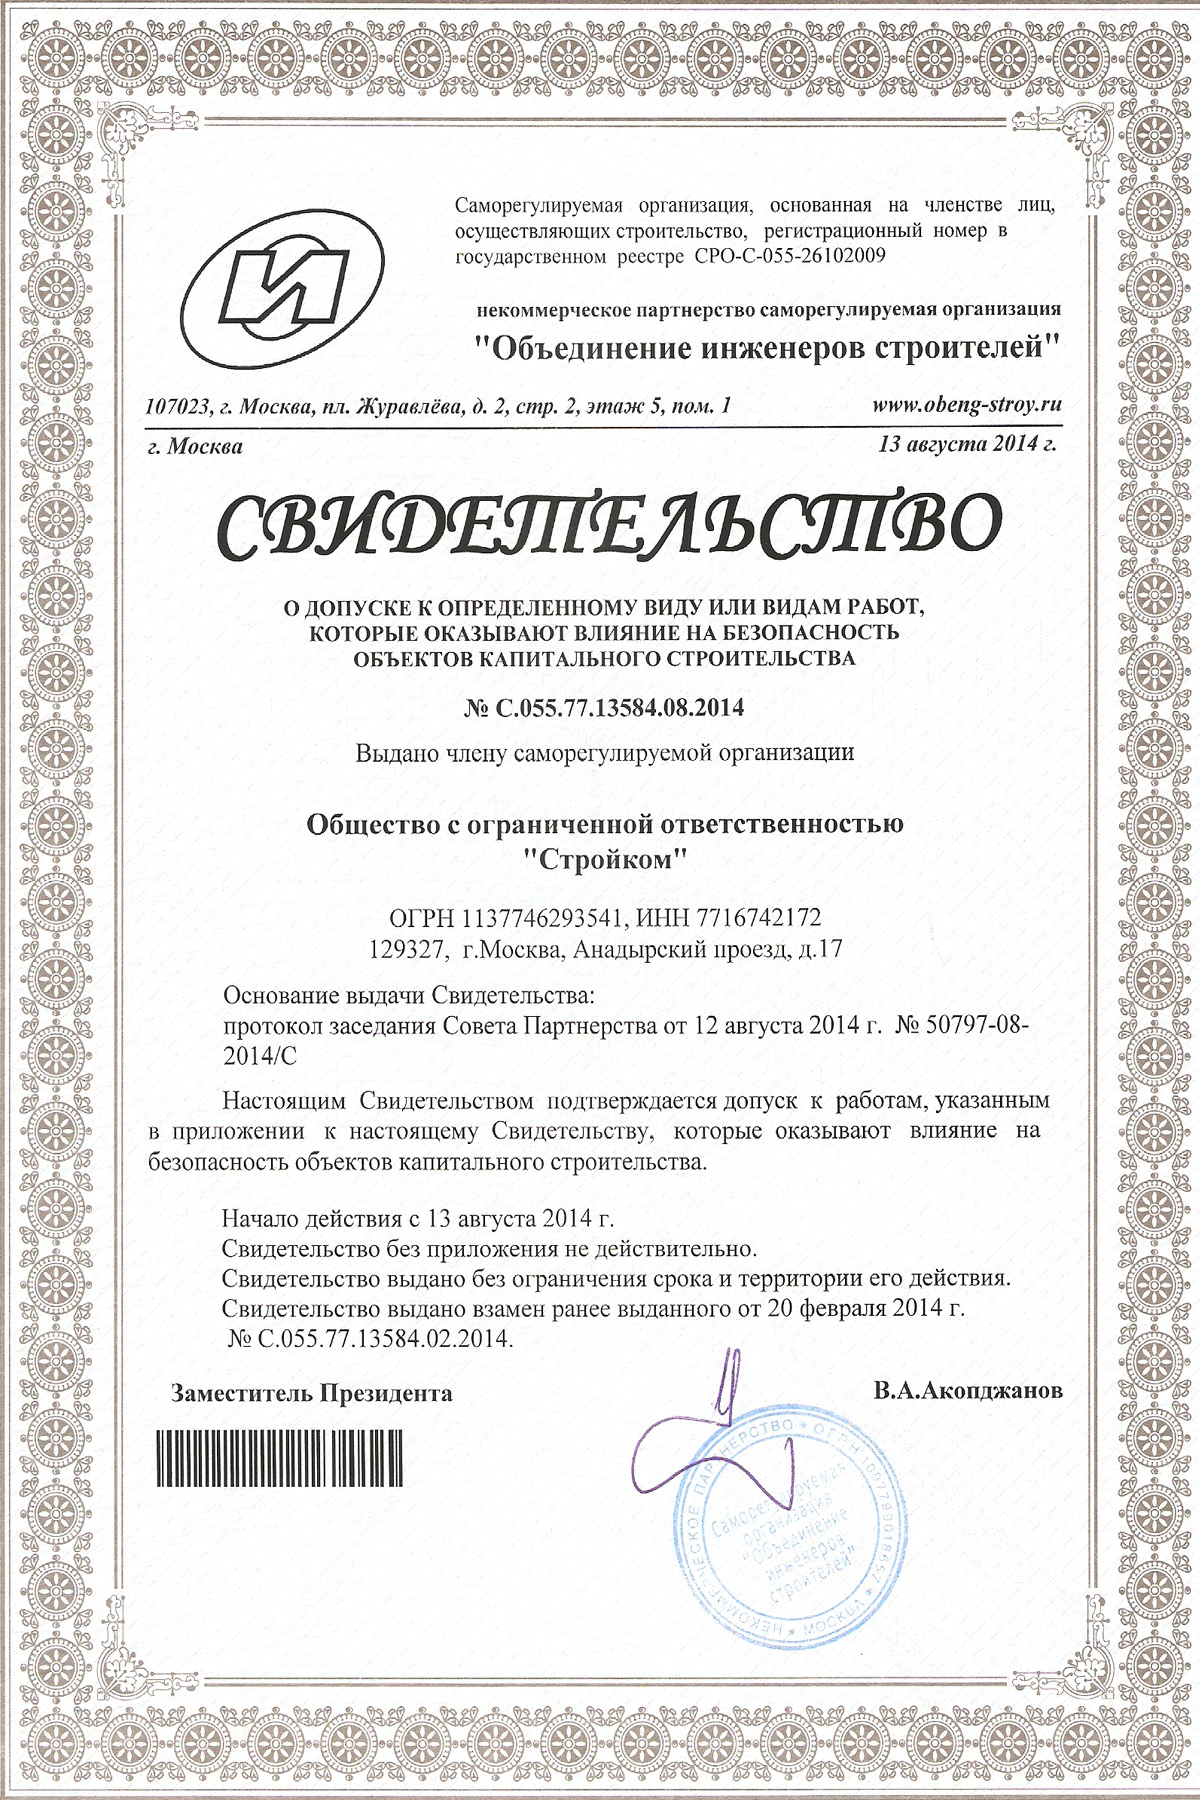 Саморегулируемая организация, основанная на членстве лиц,
осуществляющих строительство, регистрационный номер в
государственном реестре СРО-С-055-26102009
некоммерческое партнерство саморегулируемая организация
"Объединение инженеров строителей"
107023, г. Москва, пл. Журавлёва, д. 2, стр. 2, этаж 5, пом. 1 www.obeng-stroy.ru
г. Москва 13 августа 2014 г.
СВИДЕТЕЛЬСТВО
О ДОПУСКЕ К ОПРЕДЕЛЕННОМУ ВИДУ ИЛИ ВИДАМ РАБОТ,
КОТОРЫЕ ОКАЗЫВАЮТ ВЛИЯНИЕ НА БЕЗОПАСНОСТЬ
ОБЪЕКТОВ КАПИТАЛЬНОГО СТРОИТЕЛЬСТВА
№ С.055.77.13584.08.2014
Выдано члену саморегулируемой организации
Общество с ограниченной ответственностью
"Стройком"
ОГРН 1137746293541, ИНН 7716742172
129327, г.Москва, Анадырский проезд, д.17
Основание выдачи Свидетельства:
протокол заседания Совета Партнерства от 12 августа 2014 г. № 50797-08-
2014/С
Настоящим Свидетельством подтверждается допуск к работам, указанным
в приложении к настоящему Свидетельству, которые оказывают влияние на
безопасность объектов капитального строительства.
Начало действия с 13 августа 2014 г.
Свидетельство без приложения не действительно.
Свидетельство выдано без ограничения срока и территории его действия.
Свидетельство выдано взамен ранее выданного от 20 февраля 2014 г.
№ С.055.77.13584.02.2014.
Заместитель Президента В.А.Акопджанов
НЕКОММЕРЧЕСКОЕ ПАРТНЕРСТВО * ОГРН * МОСКВА *
Саморегулируемая
организация
"Объединение
инженеров
строителей"